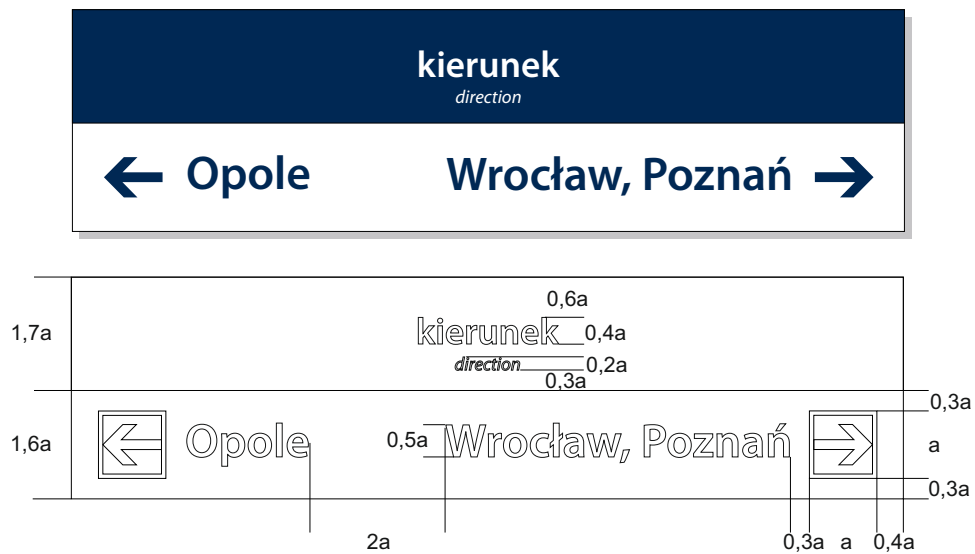 kierunek
direction
Opole Wrocław, Poznań
0,6a
1,7a kierunek 0,4a
direction 0,2a
0,3a
0,3a
1,6a Opole 0,5a Wrocław, Poznań a
0,3a
2a 0,3a a 0,4a